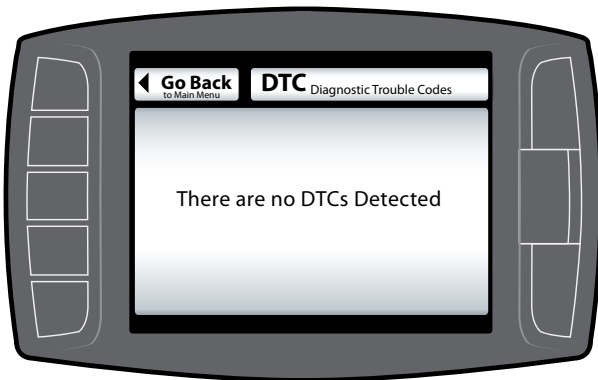 Go Back
to Main Menu
DTC Diagnostic Trouble Codes
There are no DTCs Detected